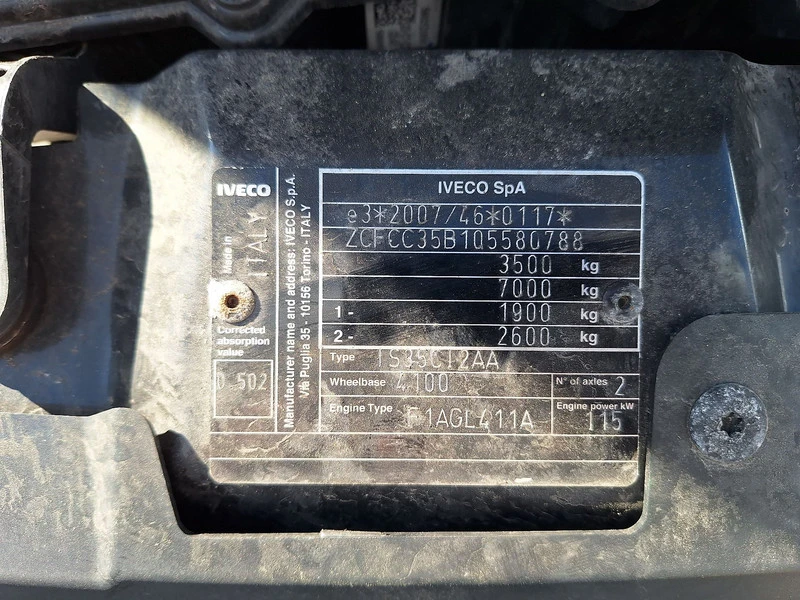 IVECO
Made in
ITALY
Corrected
absorption
value
0.502
Manufacturer name and address: IVECO S.p.A.
Via Puglia 35 - 10156 Torino - ITALY
IVECO SpA
e3*2007/46*0117*
ZCFCC35B105580788
3500 kg
7000 kg
1 - 1900 kg
2 - 2600 kg
Type IS35CI2AA
Wheelbase 4100 N° of axles 2
Engine Type F1AGL411A Engine power kW 115